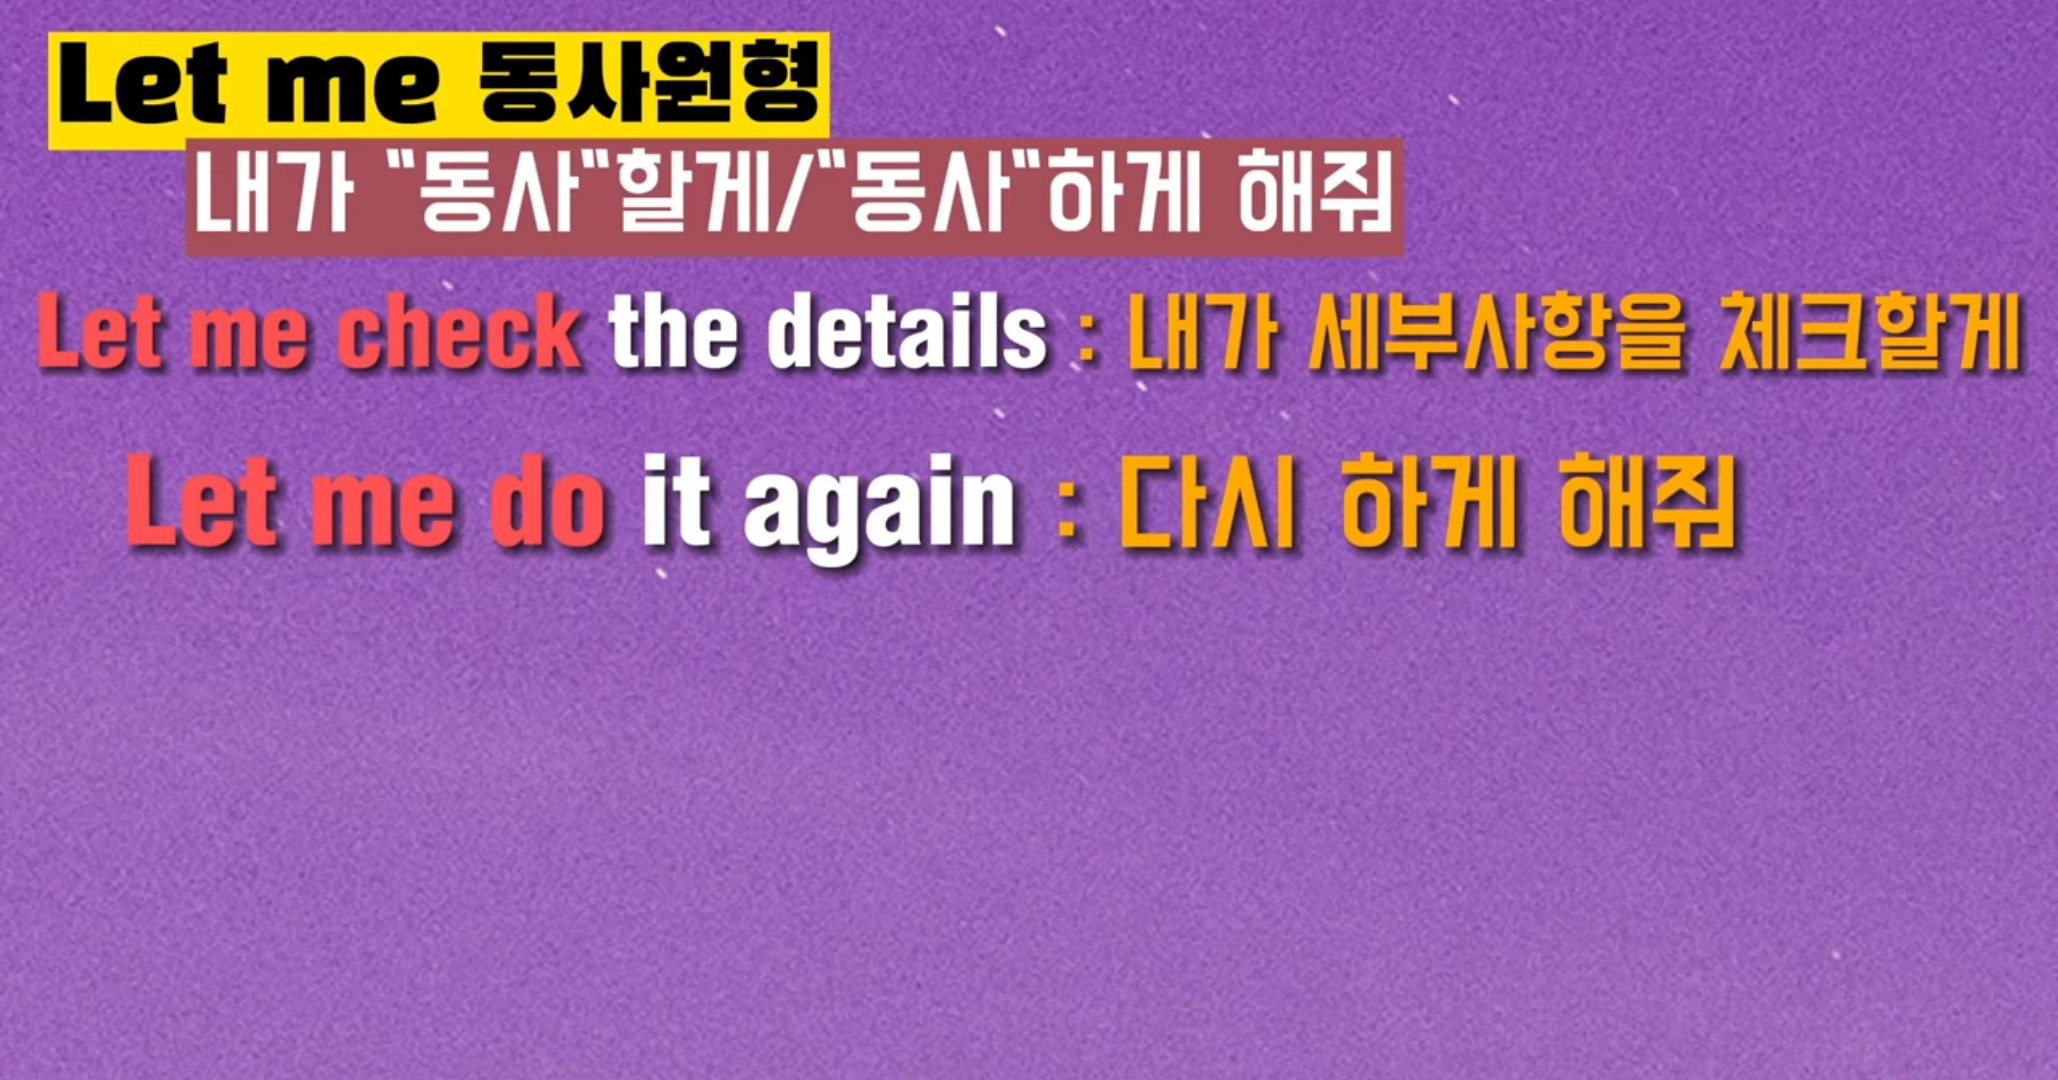 Let me 동사원형
내가 "동사"할게/"동사"하게 해줘
Let me check the details : 내가 세부사항을 체크할게
Let me do it again : 다시 하게 해줘